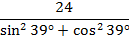 24
sin² 39° + cos² 39°